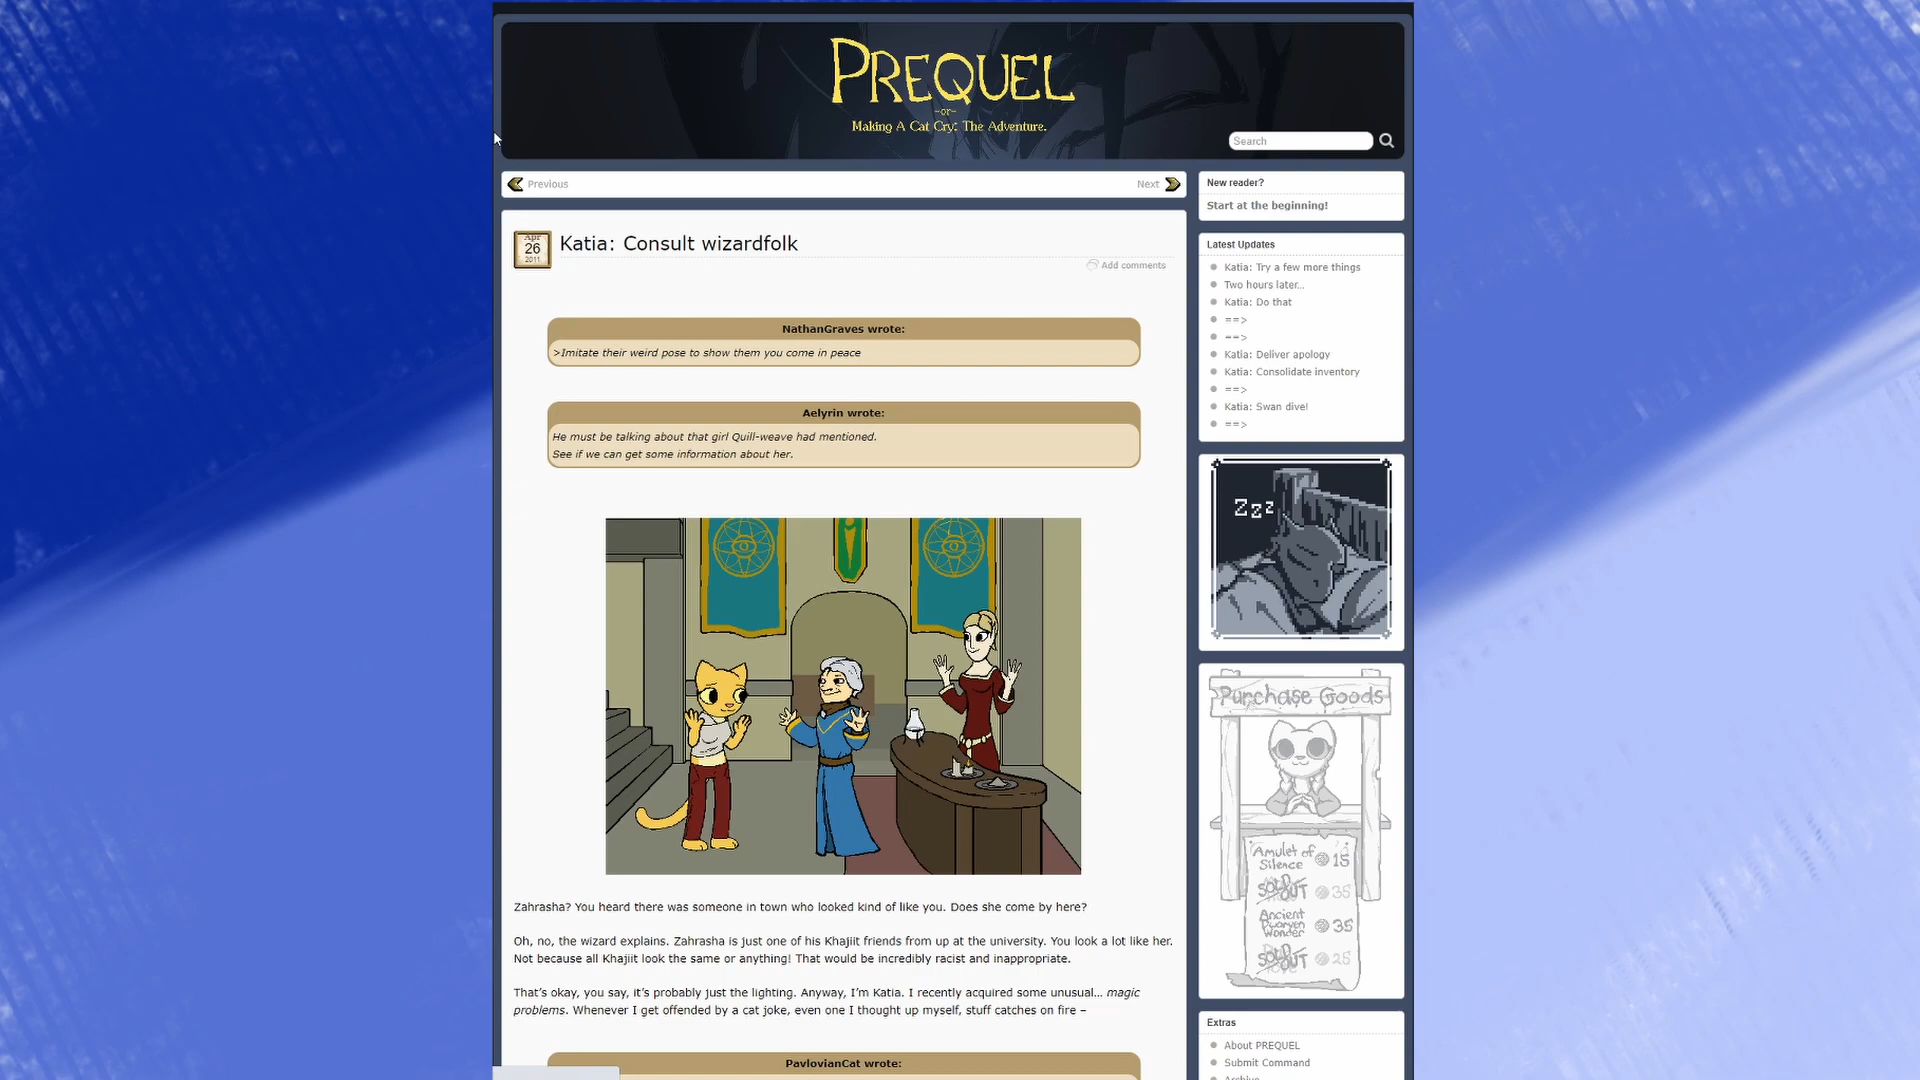 PREQUEL
-or-
Making A Cat Cry: The Adventure.
Search
Previous
Next
New reader?
Start at the beginning!
Apr
26
2011
Katia: Consult wizardfolk
Add comments
NathanGraves wrote:
>Imitate their weird pose to show them you come in peace
Aelyrin wrote:
He must be talking about that girl Quill-weave had mentioned.
See if we can get some information about her.
Zahrasha? You heard there was someone in town who looked kind of like you. Does she come by here?
Oh, no, the wizard explains. Zahrasha is just one of his Khajiit friends from up at the university. You look a lot like her.
Not because all Khajiit look the same or anything! That would be incredibly racist and inappropriate.
That’s okay, you say, it’s probably just the lighting. Anyway, I’m Katia. I recently acquired some unusual… magic
problems. Whenever I get offended by a cat joke, even one I thought up myself, stuff catches on fire –
PavlovianCat wrote:
Latest Updates
Katia: Try a few more things
Two hours later…
Katia: Do that
==>
==>
Katia: Deliver apology
Katia: Consolidate inventory
==>
Katia: Swan dive!
==>
Zzz
Purchase Goods
Amulet of
Silence 15
SOLD OUT 35
Ancient
Dwarven
Wonder 35
SOLD OUT 25
Extras
About PREQUEL
Submit Command
Archive